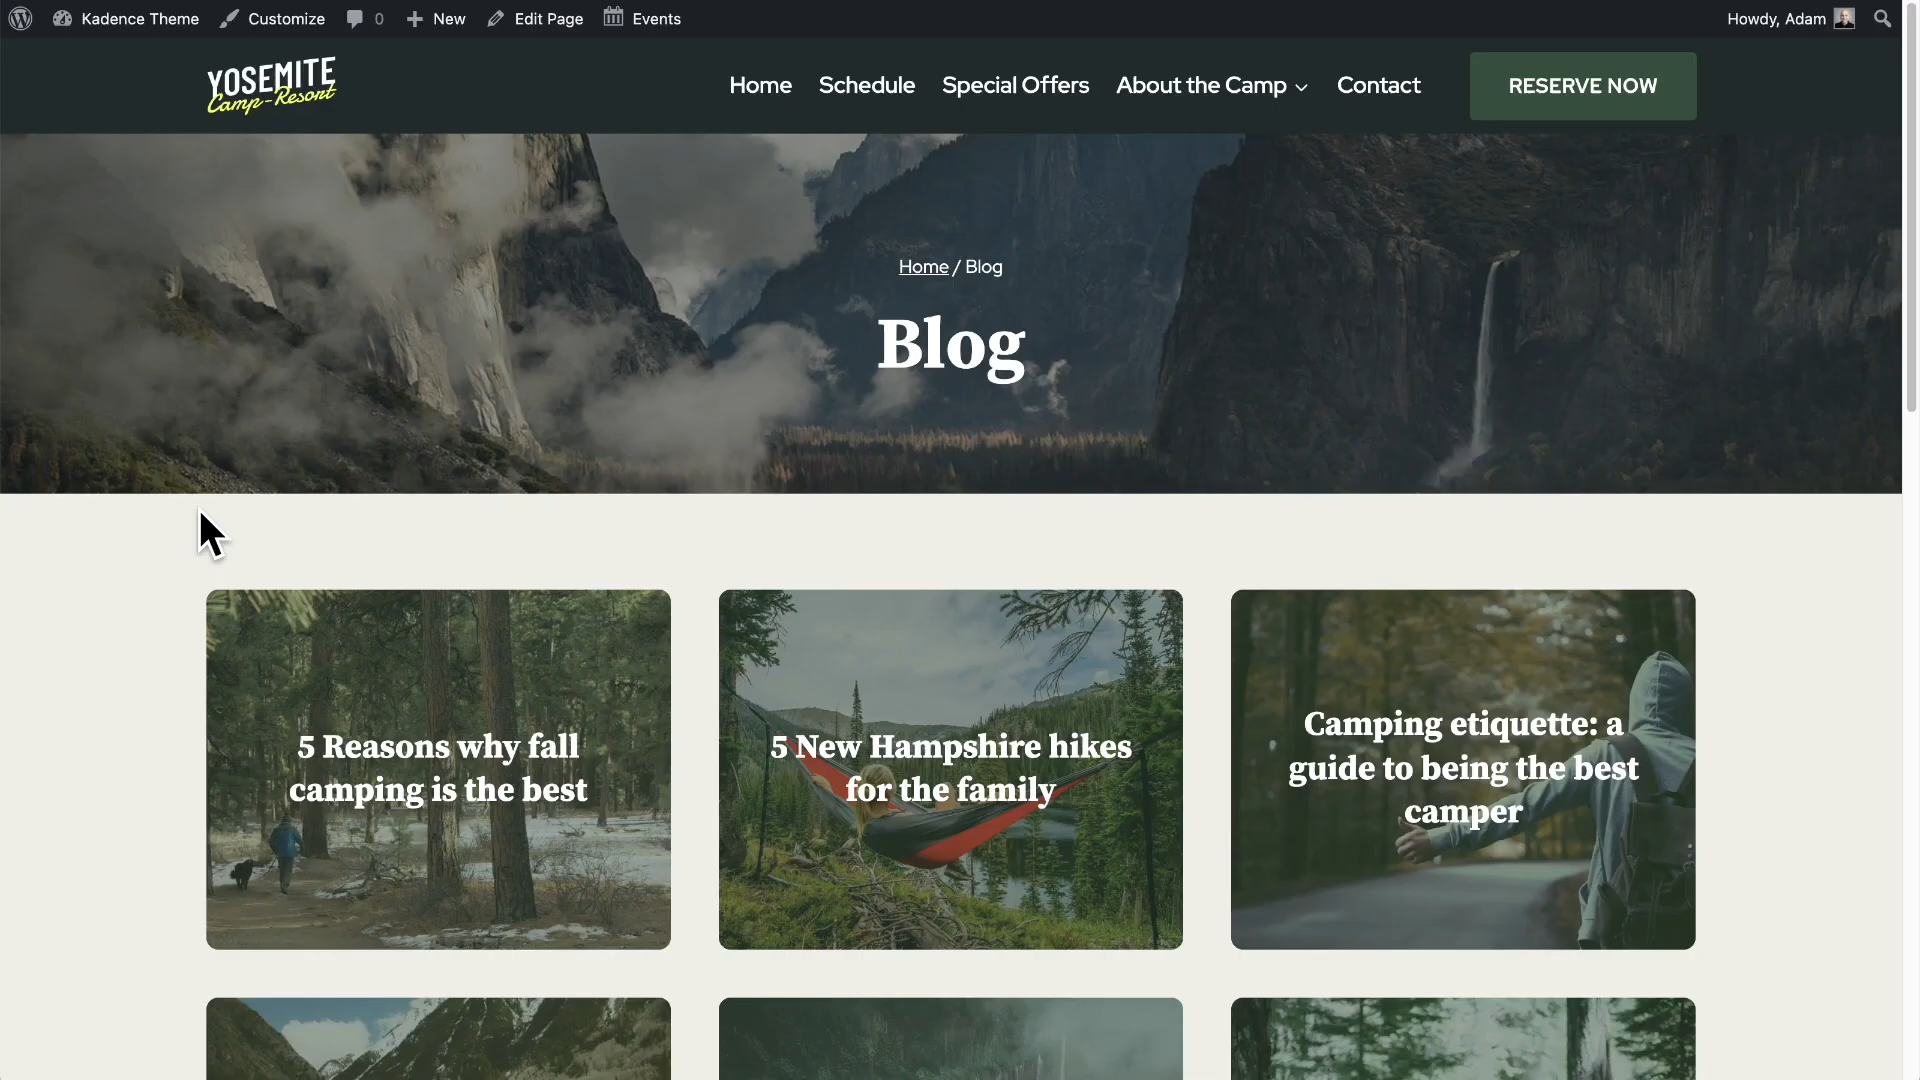 Kadence Theme Customize 0 New Edit Page Events Howdy, Adam
YOSEMITE
Camp-Resort
Home Schedule Special Offers About the Camp Contact RESERVE NOW
Home / Blog
Blog
5 Reasons why fall
camping is the best
5 New Hampshire hikes
for the family
Camping etiquette: a
guide to being the best
camper